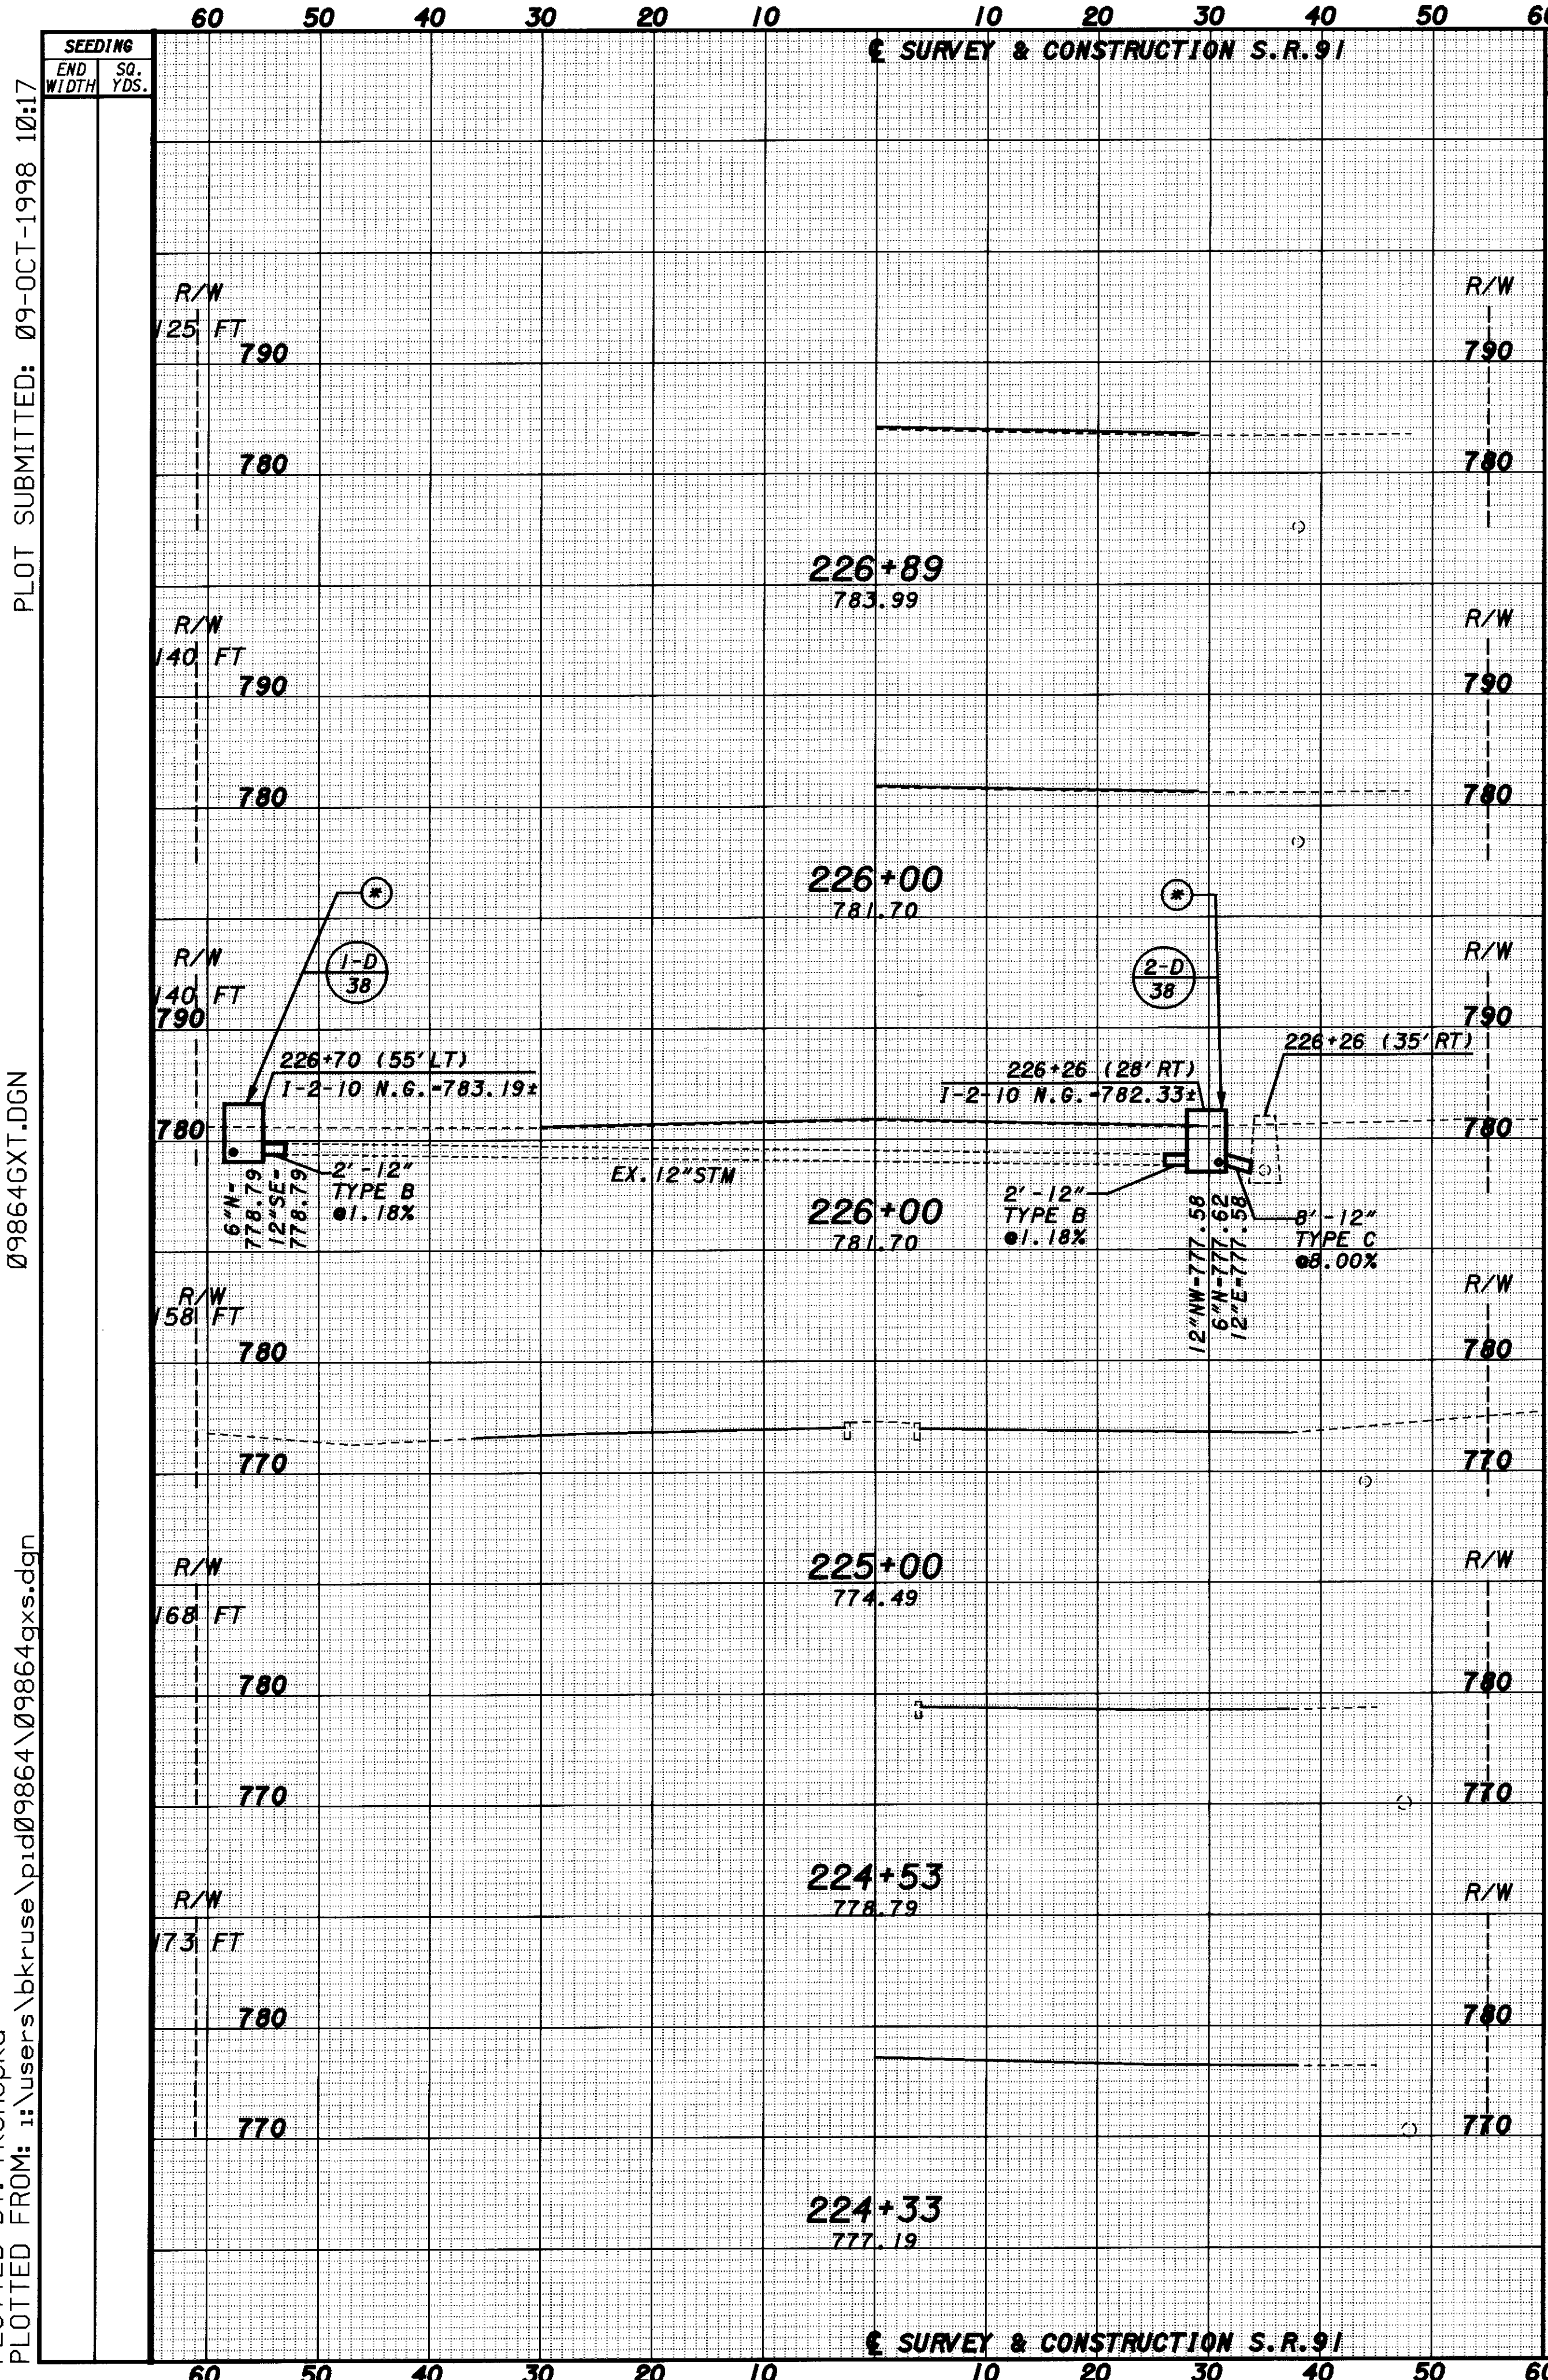 60 50 40 30 20 10 10 20 30 40 50
SEEDING
END WIDTH
SQ. YDS.
℄ SURVEY & CONSTRUCTION S.R.91
PLOT SUBMITTED: 09-OCT-1998 10:17
R/W
125 FT
790
R/W
790
780
780
226+89
783.99
R/W
140 FT
790
R/W
790
780
780
226+00
781.70
*
*
1-D
38
2-D
38
R/W
140 FT
790
R/W
790
226+70 (55' LT)
I-2-10 N.G.=783.19±
226+26 (28' RT)
I-2-10 N.G.=782.33±
226+26 (35' RT)
780
780
2'-12"
TYPE B
@1.18%
EX. 12" STM
6"N=
778.79
12"SE=
778.79
2'-12"
TYPE B
@1.18%
12"NW=777.58
6"N=777.62
12"E=777.58
8'-12"
TYPE C
@8.00%
226+00
781.70
09864GXT.DGN
R/W
158 FT
R/W
780
780
770
770
225+00
774.49
R/W
168 FT
R/W
780
780
770
770
224+53
778.79
R/W
173 FT
R/W
780
780
770
770
224+33
777.19
PLOTTED FROM: i:\users\bkruse\pid09864\09864gxs.dgn
℄ SURVEY & CONSTRUCTION S.R.91
60 50 40 30 20 10 10 20 30 40 50